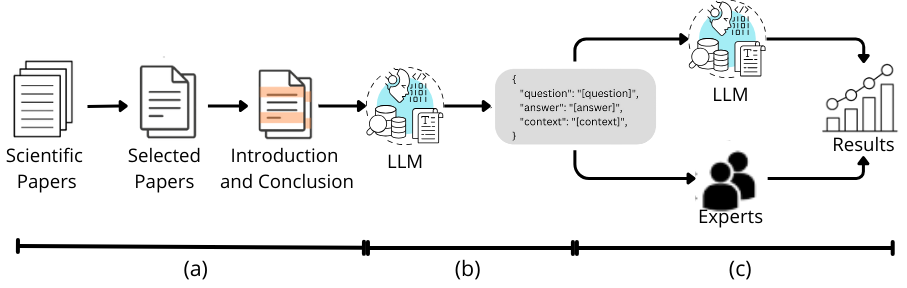 Scientific
Papers
Selected
Papers
Introduction
and Conclusion
LLM
{
"question": "[question]",
"answer": "[answer]",
"context": "[context]",
}
LLM
Experts
Results
(a)
(b)
(c)